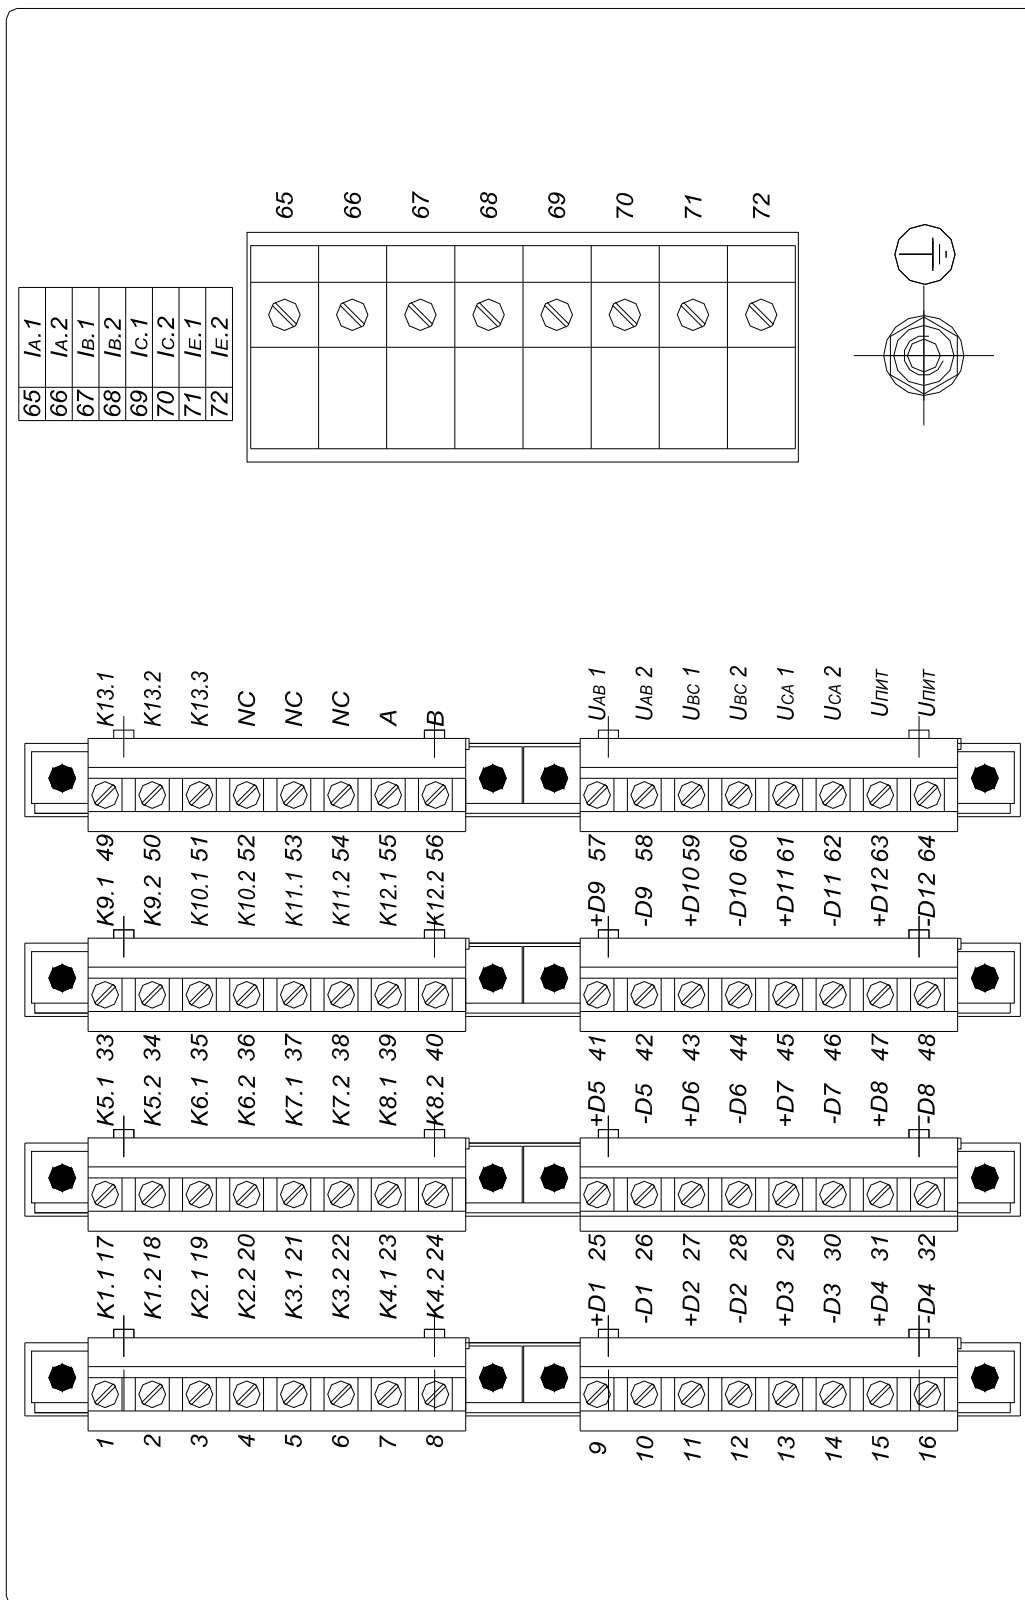 1 K1.1 17 K5.1 33 K9.1 49 K13.1
2 K1.2 18 K5.2 34 K9.2 50 K13.2
3 K2.1 19 K6.1 35 K10.1 51 K13.3
4 K2.2 20 K6.2 36 K10.2 52 NC
5 K3.1 21 K7.1 37 K11.1 53 NC
6 K3.2 22 K7.2 38 K11.2 54 NC
7 K4.1 23 K8.1 39 K12.1 55 A
8 K4.2 24 K8.2 40 K12.2 56 B
9 +D1 25 +D5 41 +D9 57 UAB 1
10 -D1 26 -D5 42 -D9 58 UAB 2
11 +D2 27 +D6 43 +D10 59 UBC 1
12 -D2 28 -D6 44 -D10 60 UBC 2
13 +D3 29 +D7 45 +D11 61 UCA 1
14 -D3 30 -D7 46 -D11 62 UCA 2
15 +D4 31 +D8 47 +D12 63 UПИТ
16 -D4 32 -D8 48 -D12 64 UПИТ
65 IA.1
66 IA.2
67 IB.1
68 IB.2
69 IC.1
70 IC.2
71 IE.1
72 IE.2
65
66
67
68
69
70
71
72